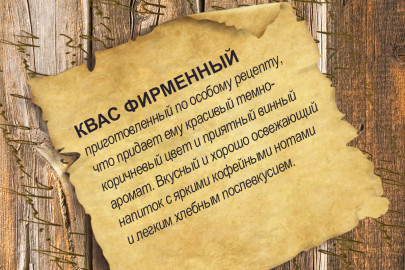 КВАС ФИРМЕННЫЙ
приготовленный по особому рецепту,
что придает ему красивый темно-
коричневый цвет и приятный винный
аромат. Вкусный и хорошо освежающий
напиток с яркими кофейными нотами
и легким хлебным послевкусием.